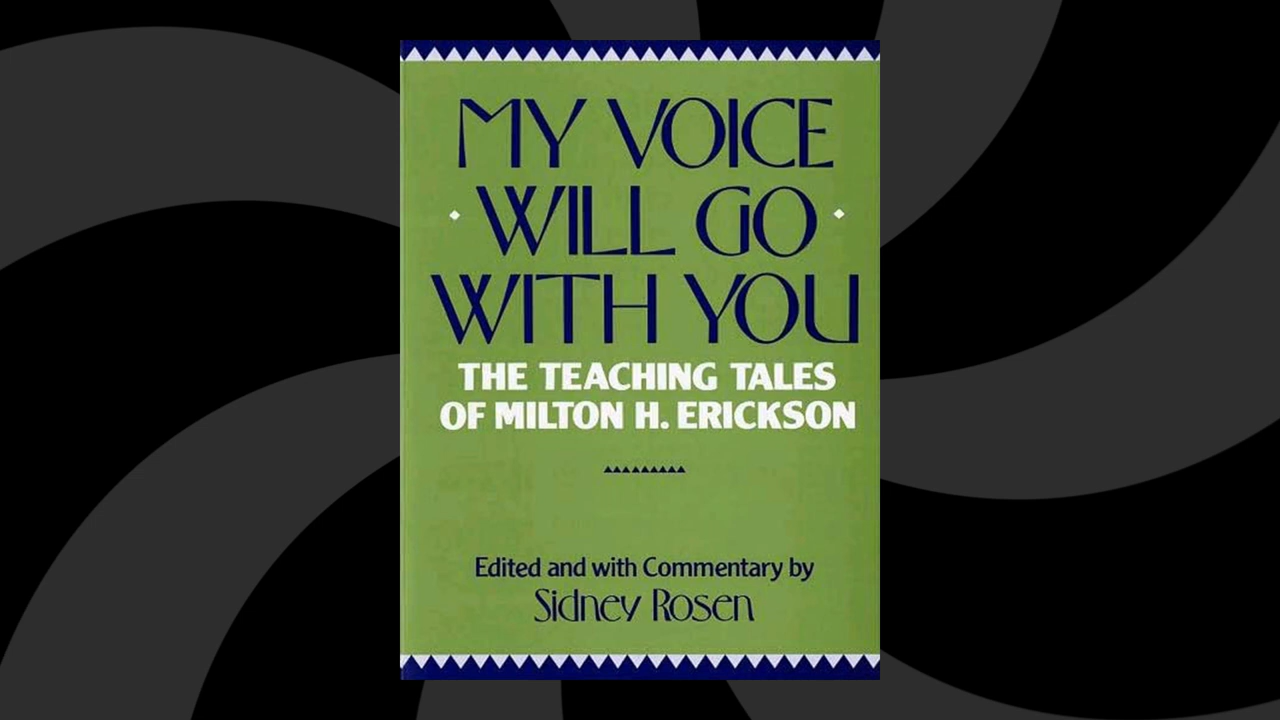 MY VOICE
WILL GO
WITH YOU
THE TEACHING TALES
OF MILTON H. ERICKSON
Edited and with Commentary by
Sidney Rosen